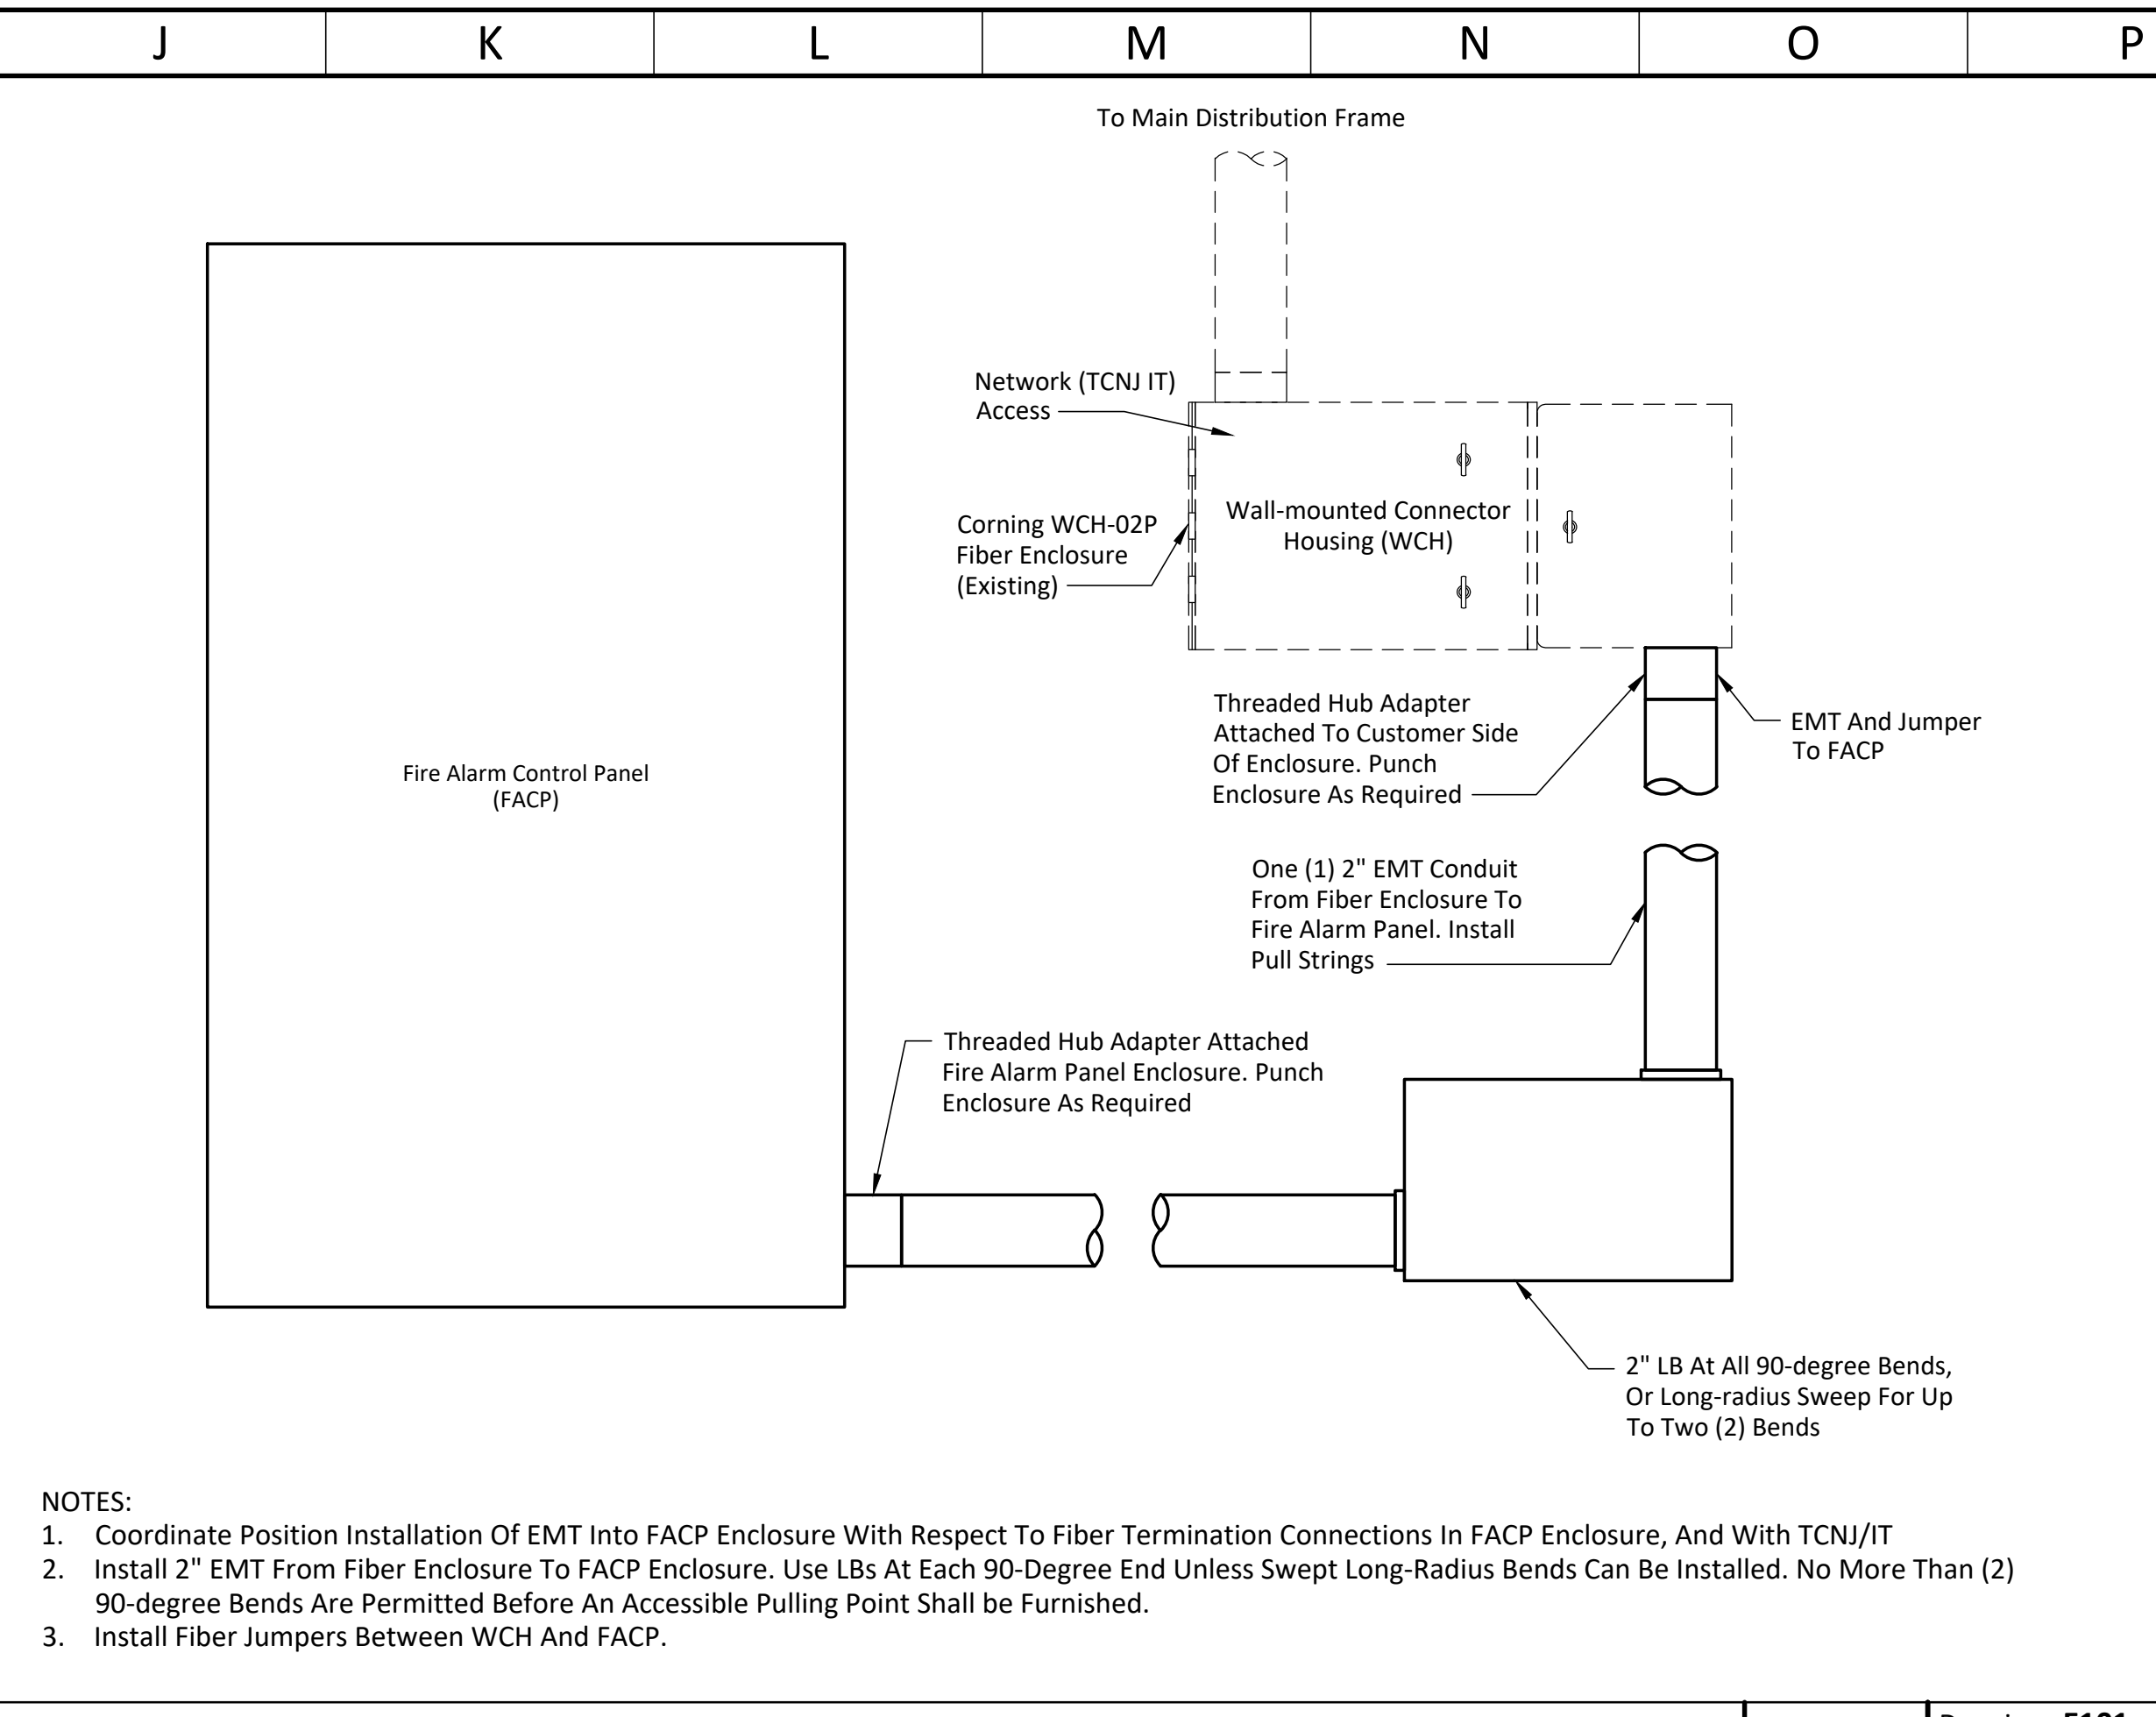 J K L M N O P
To Main Distribution Frame
Network (TCNJ IT)
Access
Corning WCH-02P
Fiber Enclosure
(Existing)
Wall-mounted Connector
Housing (WCH)
Threaded Hub Adapter
Attached To Customer Side
Of Enclosure. Punch
Enclosure As Required
EMT And Jumper
To FACP
Fire Alarm Control Panel
(FACP)
One (1) 2" EMT Conduit
From Fiber Enclosure To
Fire Alarm Panel. Install
Pull Strings
Threaded Hub Adapter Attached
Fire Alarm Panel Enclosure. Punch
Enclosure As Required
2" LB At All 90-degree Bends,
Or Long-radius Sweep For Up
To Two (2) Bends
NOTES:
1. Coordinate Position Installation Of EMT Into FACP Enclosure With Respect To Fiber Termination Connections In FACP Enclosure, And With TCNJ/IT
2. Install 2" EMT From Fiber Enclosure To FACP Enclosure. Use LBs At Each 90-Degree End Unless Swept Long-Radius Bends Can Be Installed. No More Than (2)
90-degree Bends Are Permitted Before An Accessible Pulling Point Shall be Furnished.
3. Install Fiber Jumpers Between WCH And FACP.